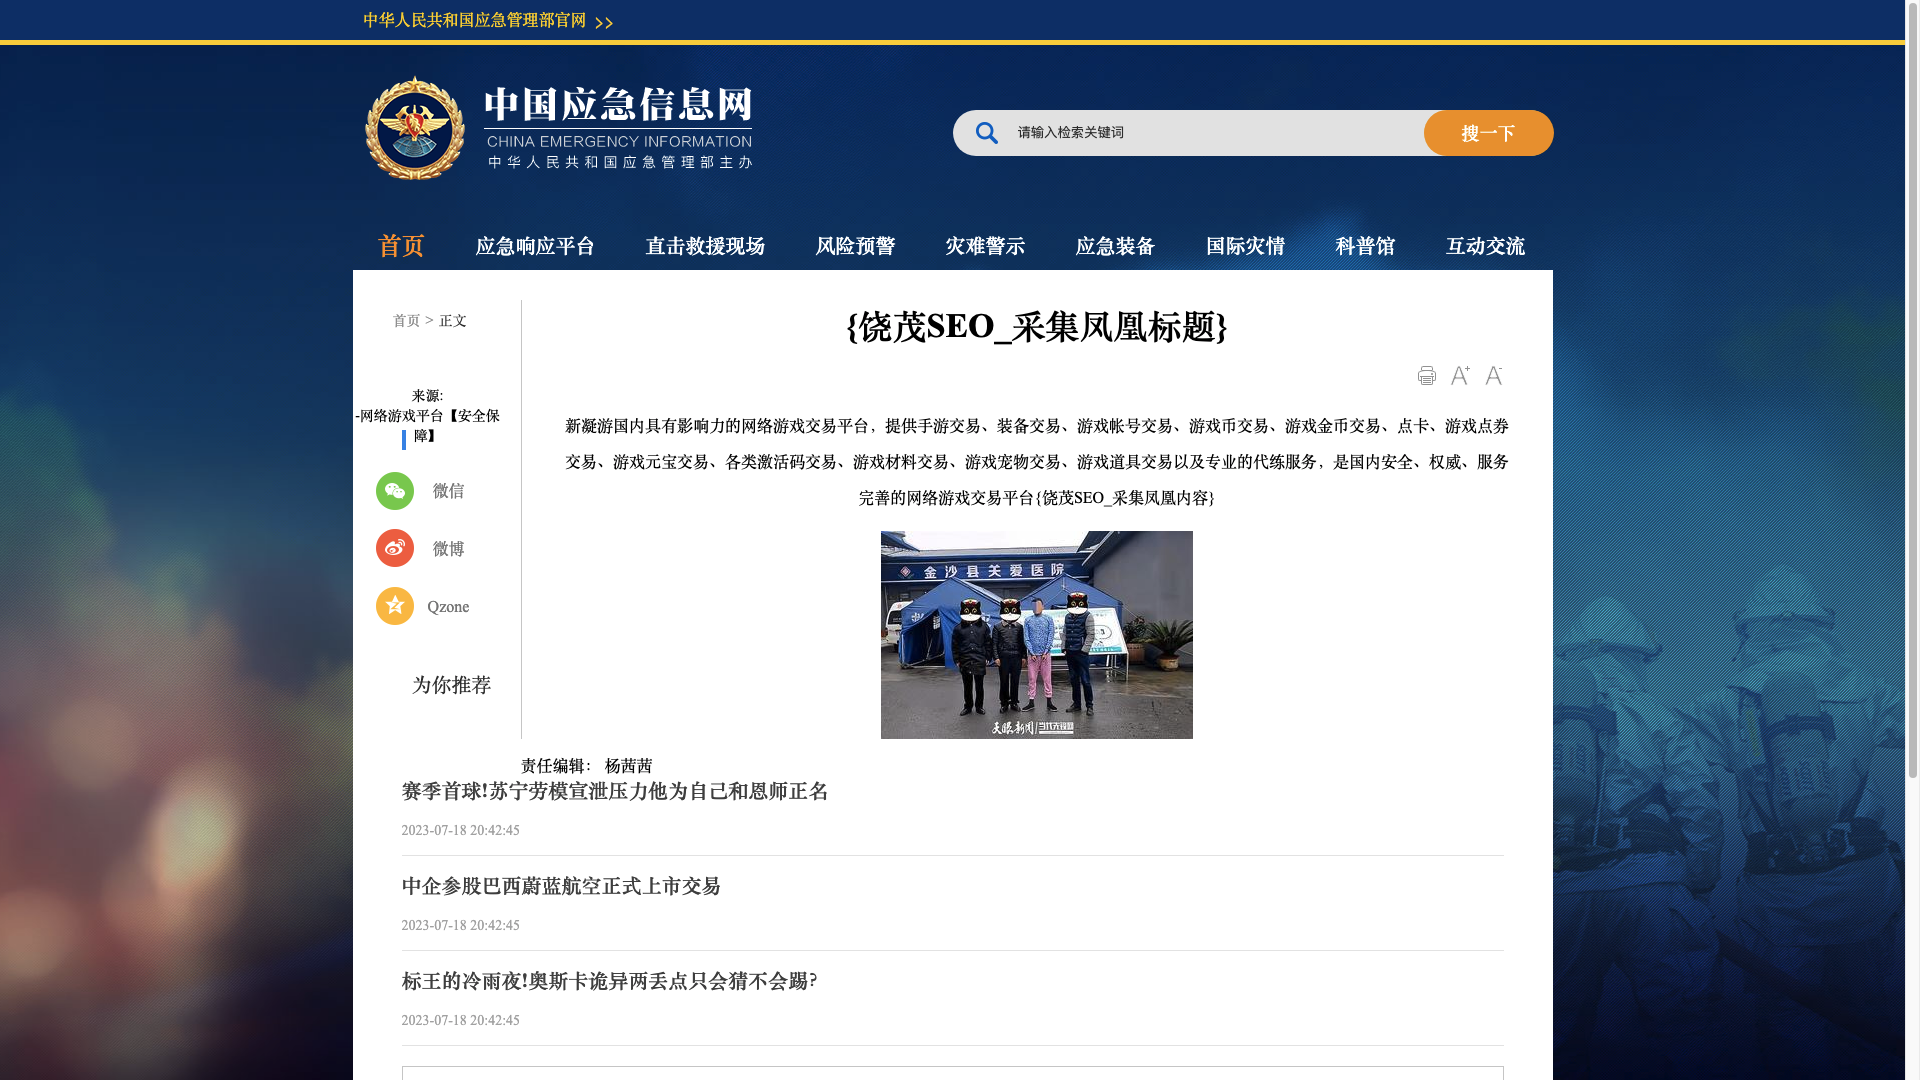 中华人民共和国应急管理部官网 >>
中国应急信息网
CHINA EMERGENCY INFORMATION
中华人民共和国应急管理部主办
请输入检索关键词
搜一下
首页 应急响应平台 直击救援现场 风险预警 灾难警示 应急装备 国际灾情 科普馆 互动交流
首页 > 正文
来源:
-网络游戏平台【安全保
障】
微信
微博
Qzone
为你推荐
{饶茂SEO_采集凤凰标题}
A+ A-
新凝游国内具有影响力的网络游戏交易平台，提供手游交易、装备交易、游戏帐号交易、游戏币交易、游戏金币交易、点卡、游戏点券
交易、游戏元宝交易、各类激活码交易、游戏材料交易、游戏宠物交易、游戏道具交易以及专业的代练服务，是国内安全、权威、服务
完善的网络游戏交易平台{饶茂SEO_采集凤凰内容}
金沙县关爱医院
天眼新闻 当代先锋网
责任编辑： 杨茜茜
赛季首球!苏宁劳模宣泄压力他为自己和恩师正名
2023-07-18 20:42:45
中企参股巴西蔚蓝航空正式上市交易
2023-07-18 20:42:45
标王的冷雨夜!奥斯卡诡异两丢点只会猜不会踢?
2023-07-18 20:42:45